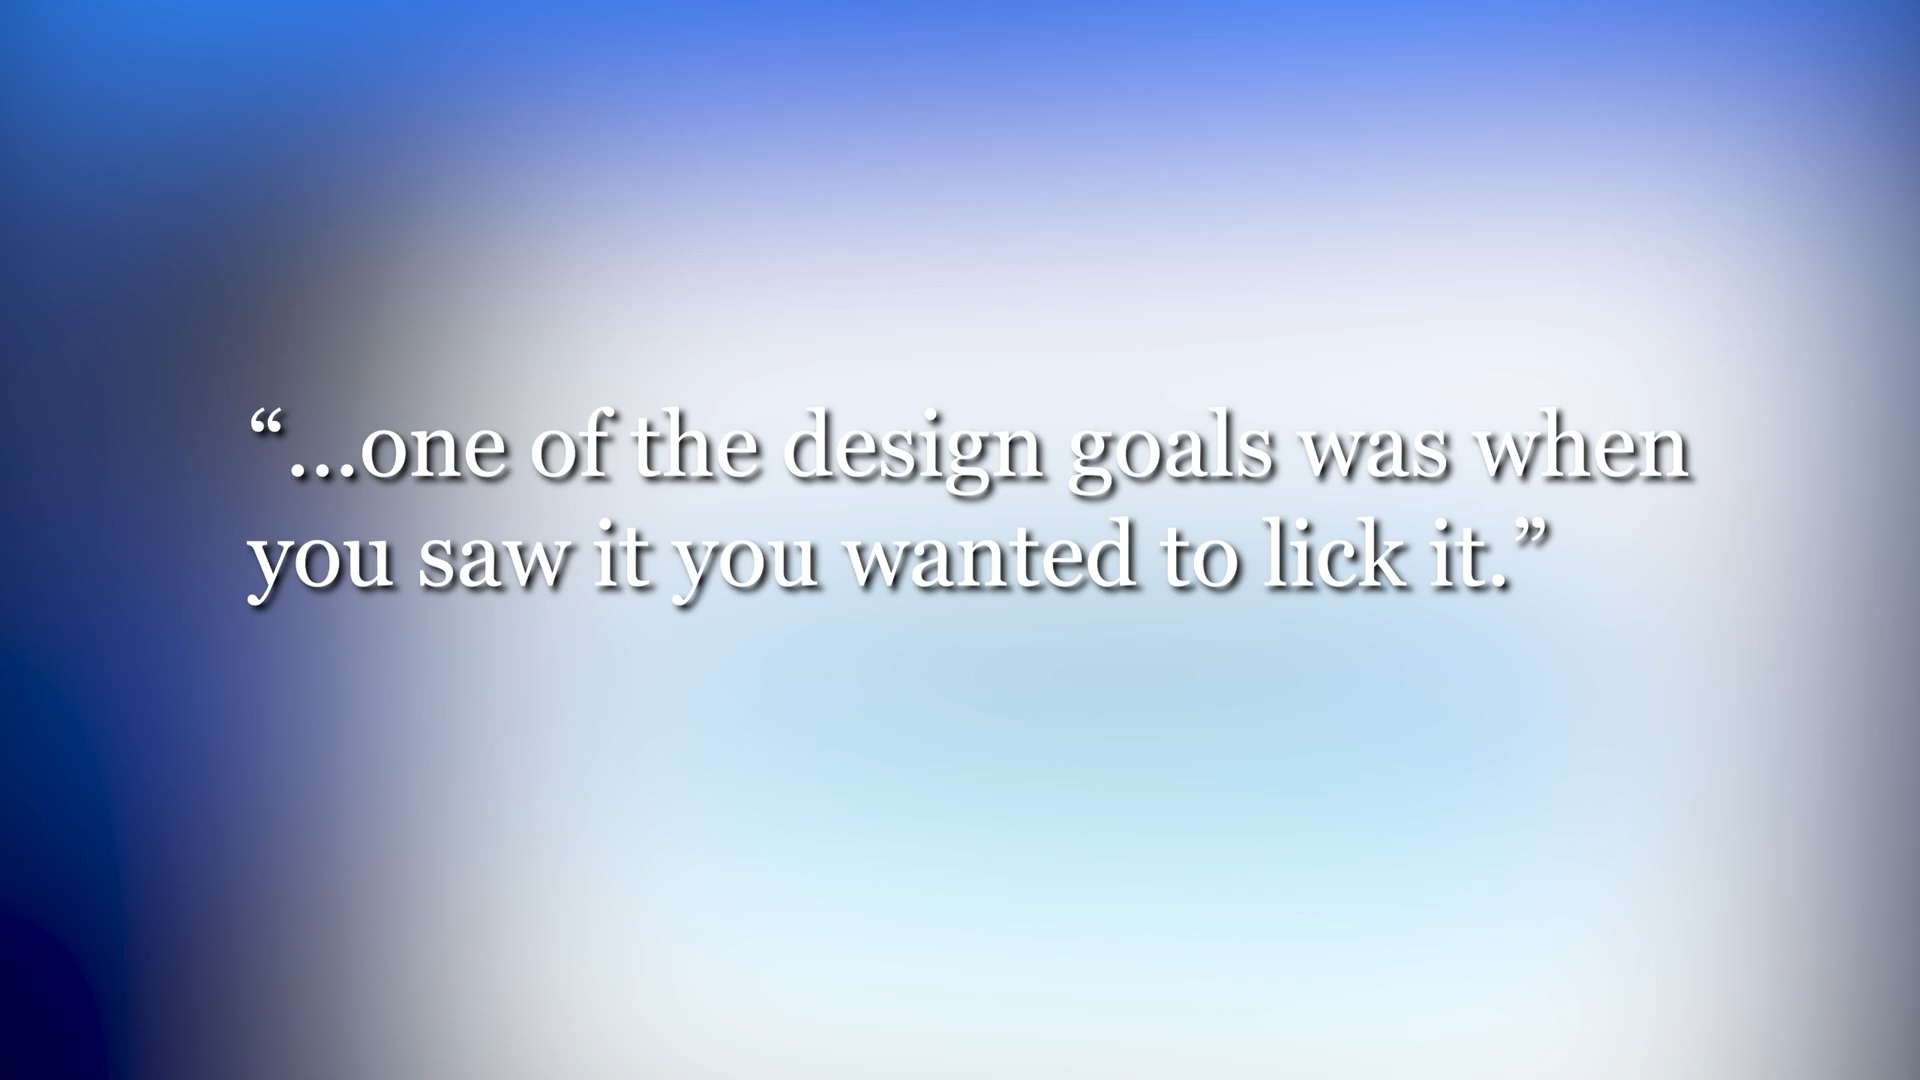 “…one of the design goals was when
you saw it you wanted to lick it.”